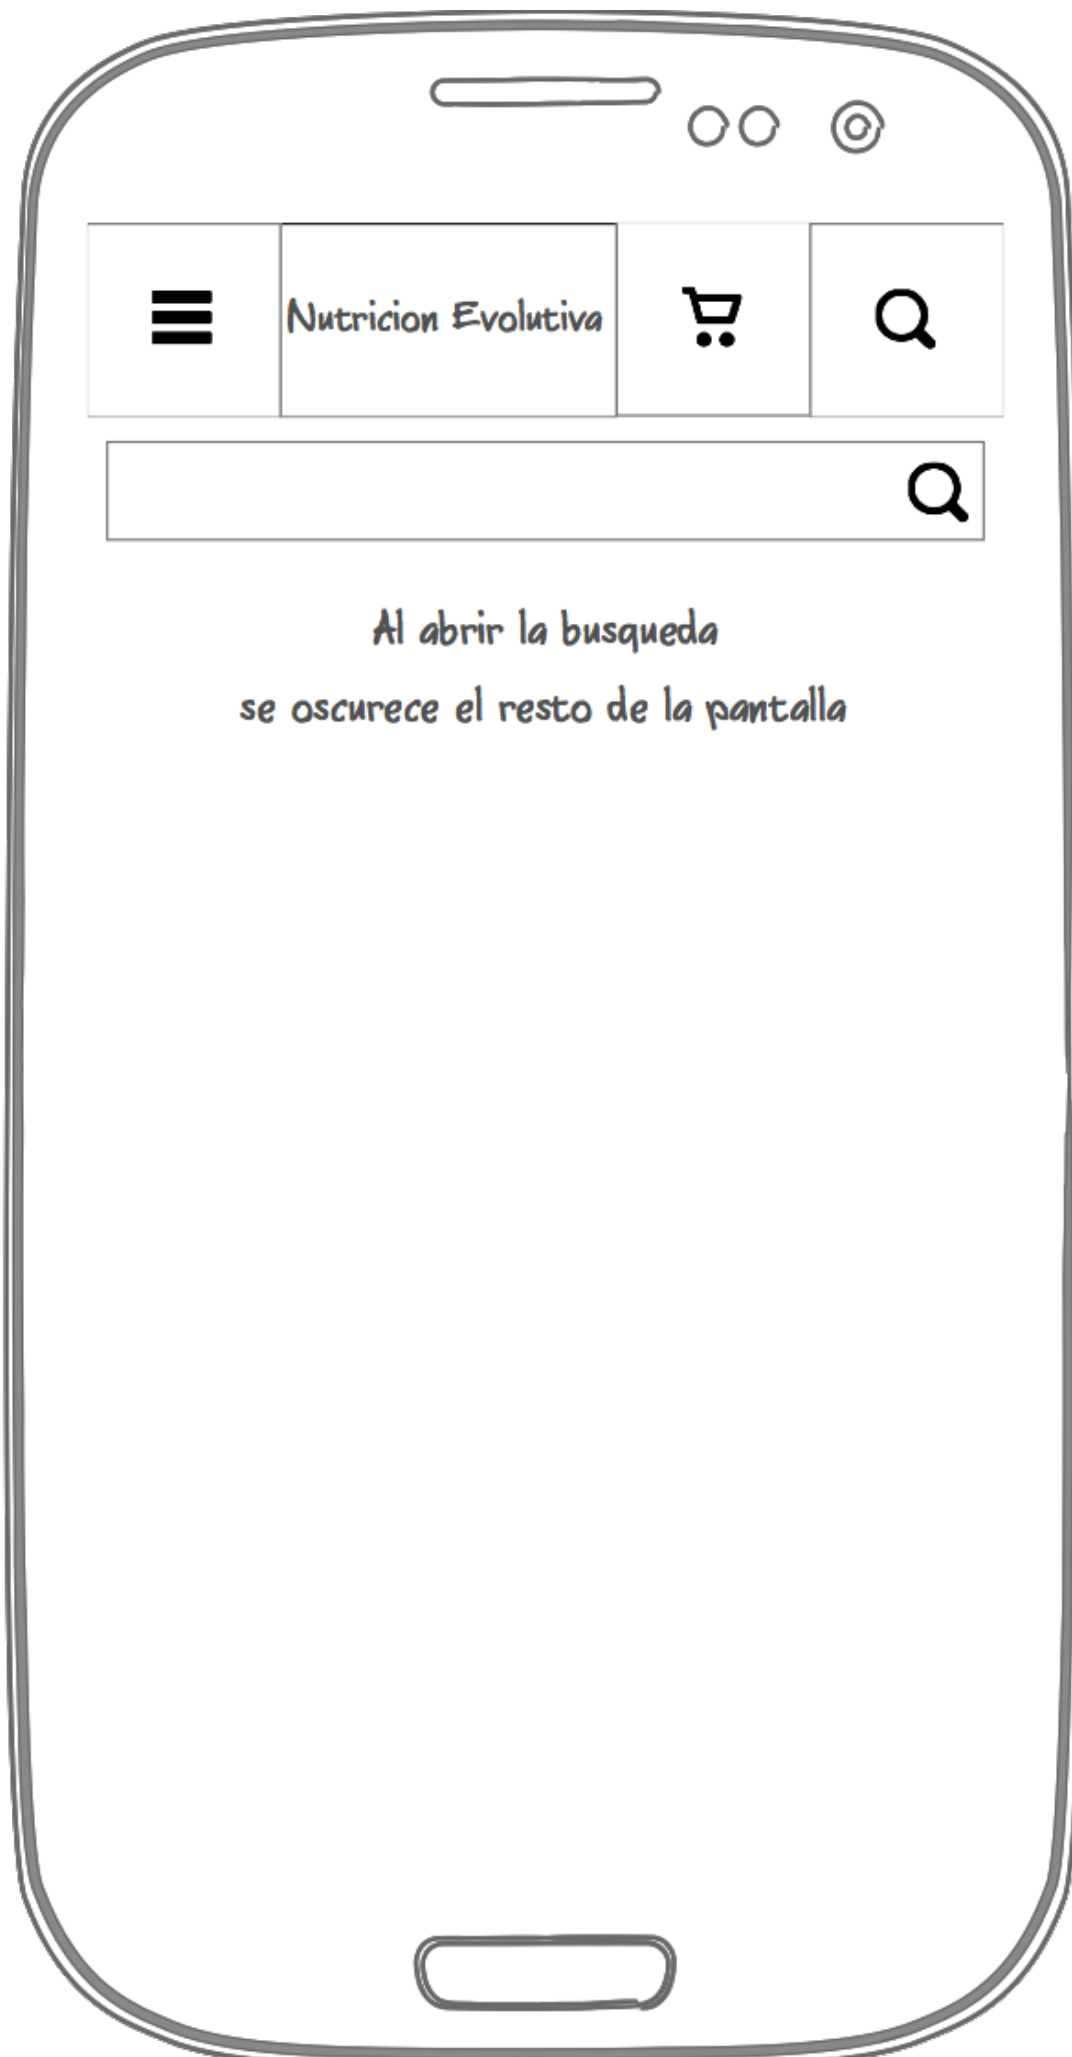 Nutricion Evolutiva
Al abrir la busqueda
se oscurece el resto de la pantalla